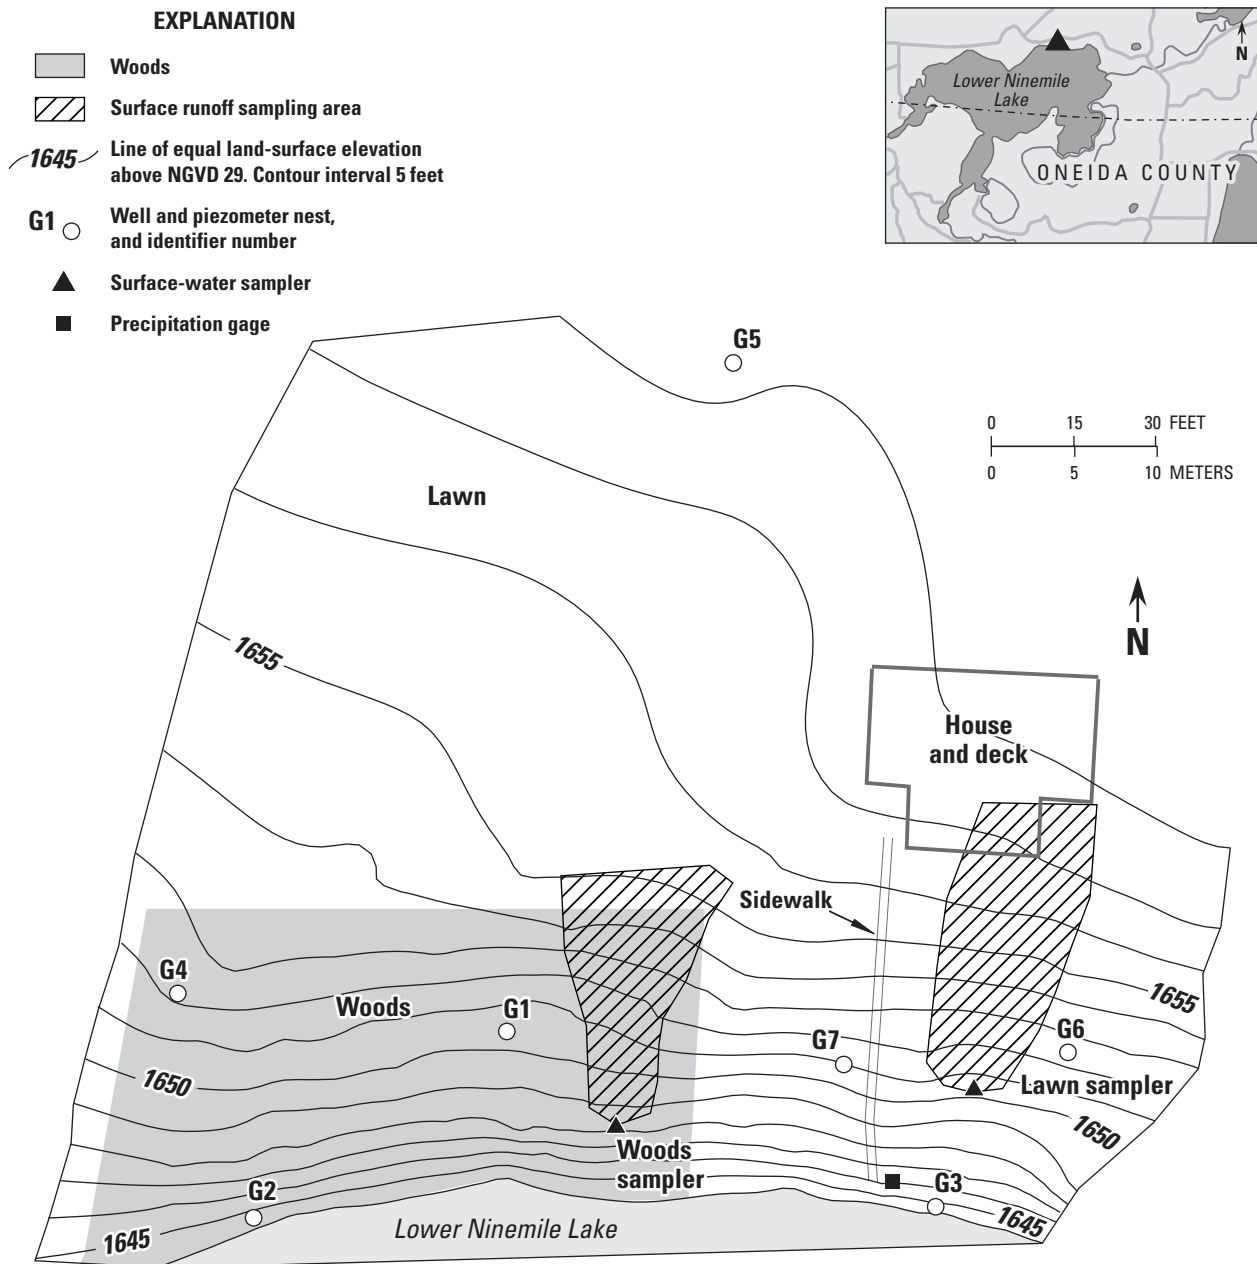 EXPLANATION
Woods
Surface runoff sampling area
1645
Line of equal land-surface elevation
above NGVD 29. Contour interval 5 feet
G1
Well and piezometer nest,
and identifier number
Surface-water sampler
Precipitation gage
Lower Ninemile
Lake
N
ONEIDA COUNTY
G5
0 15 30 FEET
0 5 10 METERS
Lawn
N
1655
House
and deck
Sidewalk
G4
Woods
G1
1655
G7
G6
1650
Lawn sampler
1650
Woods
sampler
G2
G3
1645
Lower Ninemile Lake
1645